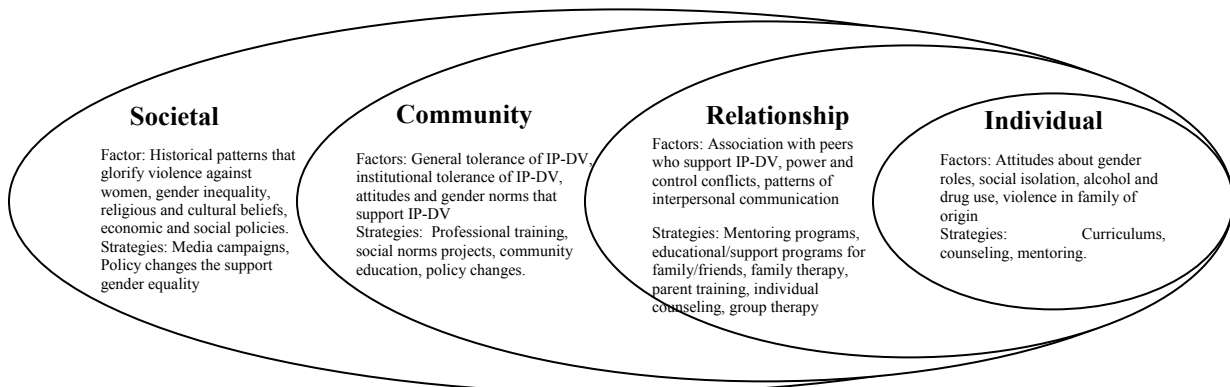 Societal
Factor: Historical patterns that
glorify violence against
women, gender inequality,
religious and cultural beliefs,
economic and social policies.
Strategies: Media campaigns,
Policy changes the support
gender equality
Community
Factors: General tolerance of IP-DV,
institutional tolerance of IP-DV,
attitudes and gender norms that
support IP-DV
Strategies: Professional training,
social norms projects, community
education, policy changes.
Relationship
Factors: Association with peers
who support IP-DV, power and
control conflicts, patterns of
interpersonal communication
Strategies: Mentoring programs,
educational/support programs for
family/friends, family therapy,
parent training, individual
counseling, group therapy
Individual
Factors: Attitudes about gender
roles, social isolation, alcohol and
drug use, violence in family of
origin
Strategies: Curriculums,
counseling, mentoring.